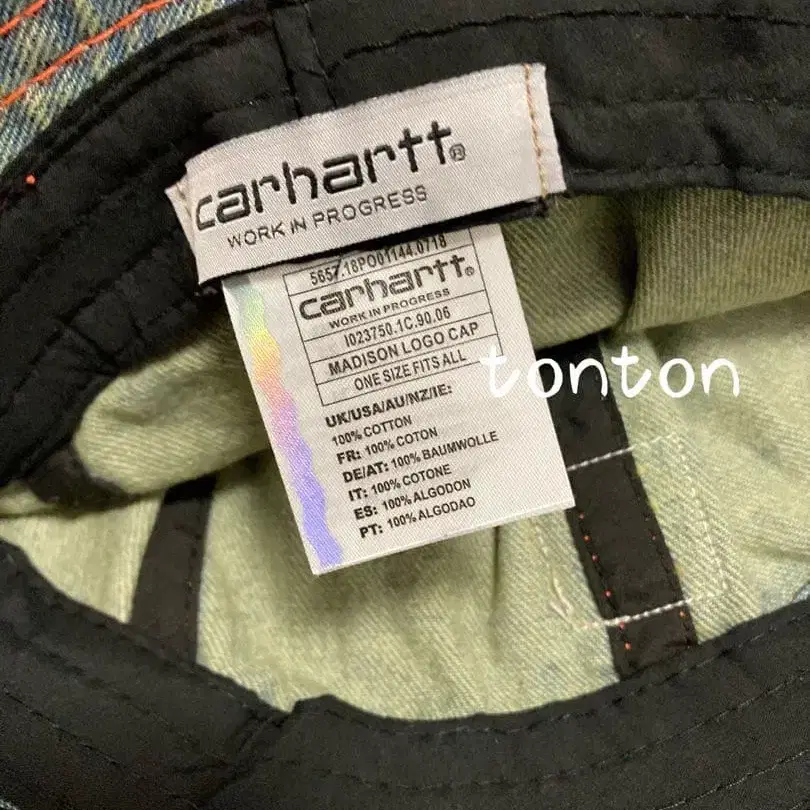 carhartt®
WORK IN PROGRESS
5657.18PO01144.0718
carhartt®
WORK IN PROGRESS
I023750.1C.90.06
MADISON LOGO CAP
ONE SIZE FITS ALL
UK/USA/AU/NZ/IE:
100% COTTON
FR: 100% COTON
DE/AT: 100% BAUMWOLLE
IT: 100% COTONE
ES: 100% ALGODON
PT: 100% ALGODAO
tonton